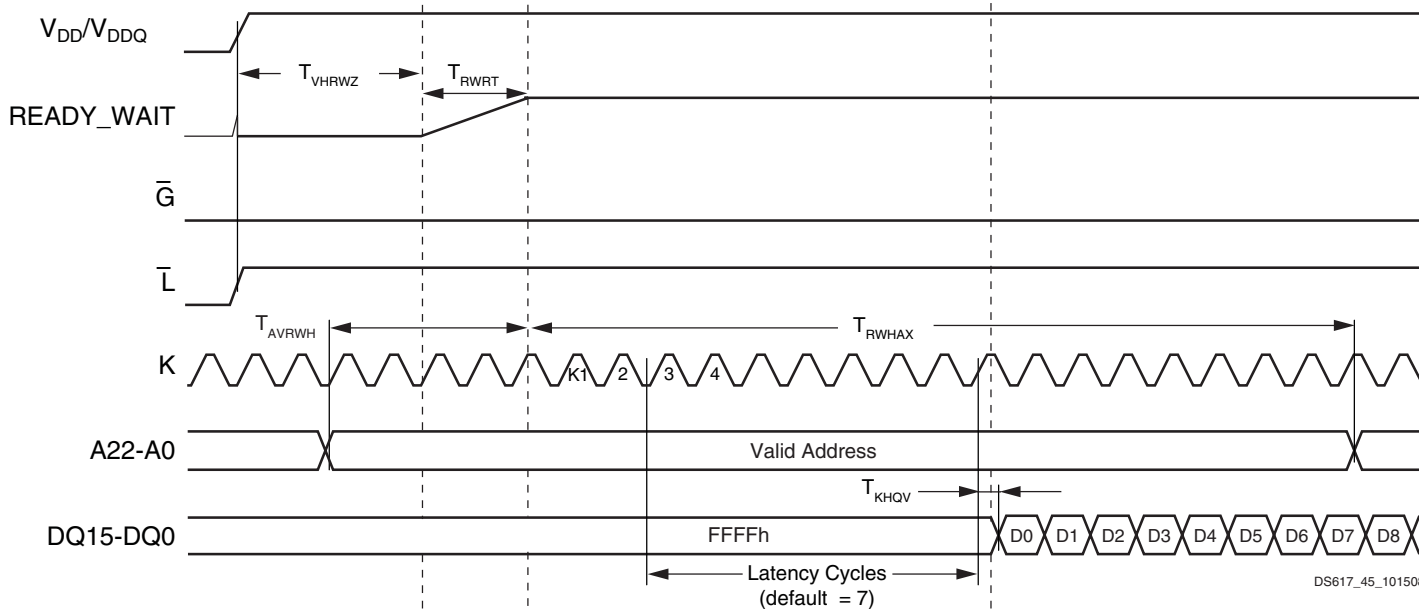 VDD/VDDQ
TVHRWZ
TRWRT
READY_WAIT
G̅
L̅
TAVRWH
TRWHAX
K
K1
2
3
4
A22-A0
Valid Address
TKHQV
DQ15-DQ0
FFFFh
D0
D1
D2
D3
D4
D5
D6
D7
D8
Latency Cycles
(default = 7)
DS617_45_101508